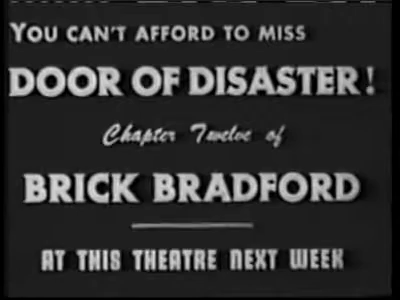 YOU CAN'T AFFORD TO MISS
DOOR OF DISASTER!
Chapter Twelve of
BRICK BRADFORD
AT THIS THEATRE NEXT WEEK